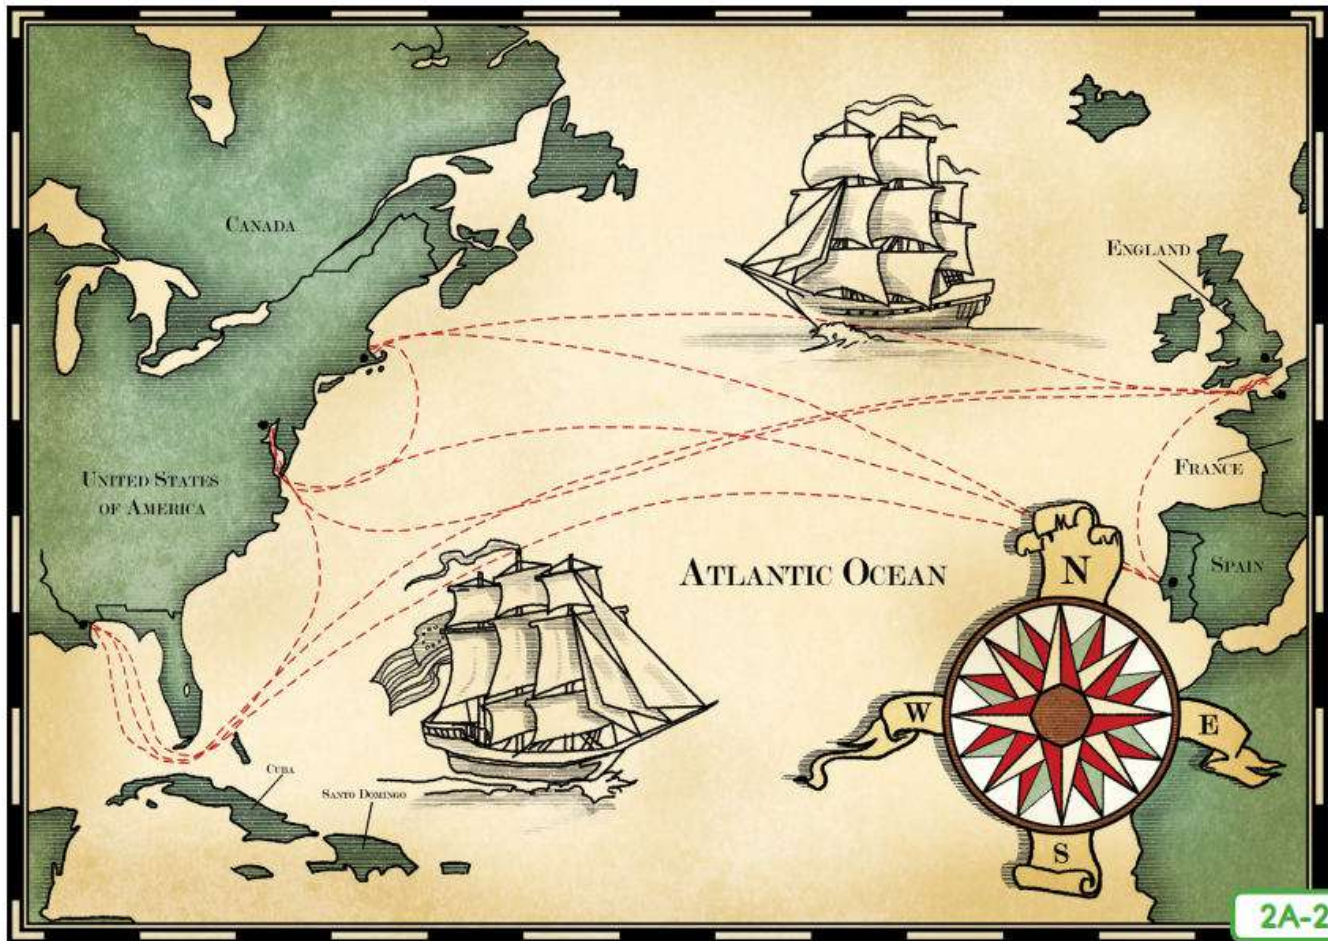 CANADA
ENGLAND
UNITED STATES
OF AMERICA
FRANCE
ATLANTIC OCEAN
N
SPAIN
W
E
CUBA
SANTO DOMINGO
S
2A-2